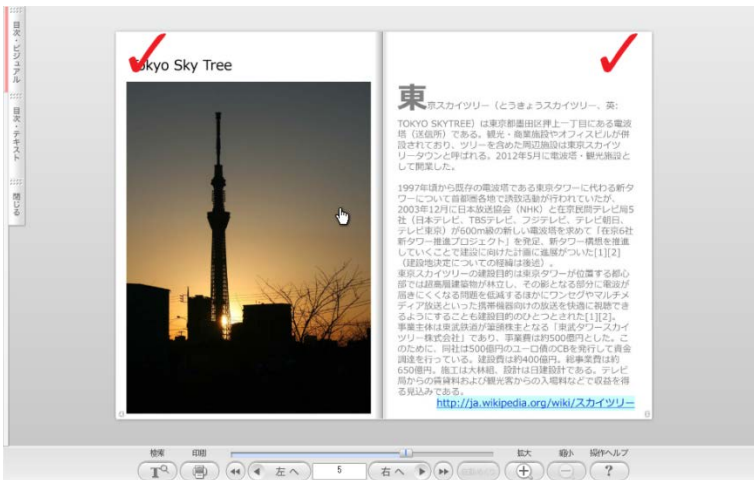 目次・ビジュアル
目次・テキスト
閉じる
Tokyo Sky Tree
東京スカイツリー（とうきょうスカイツリー、英:
TOKYO SKYTREE）は東京都墨田区押上一丁目にある電波
塔（送信所）である。観光・商業施設やオフィスビルが併
設されており、ツリーを含めた周辺施設は東京スカイツ
リータウンと呼ばれる。2012年5月に電波塔・観光施設と
して開業した。
1997年頃から既存の電波塔である東京タワーに代わる新タ
ワーについて首都圏各地で誘致活動が行われていたが、
2003年12月に日本放送協会（NHK）と在京民間テレビ局5
社（日本テレビ、TBSテレビ、フジテレビ、テレビ朝日、
テレビ東京）が600m級の新しい電波塔を求めて「在京6社
新タワー推進プロジェクト」を発足、新タワー構想を推進
していくことで建設に向けた計画に進展がついた[1][2]
（建設地決定についての経緯は後述）。
東京スカイツリーの建設目的は東京タワーが位置する都心
部では超高層建築物が林立し、その影となる部分に電波が
届きにくくなる問題を低減するほかにワンセグやマルチメ
ディア放送といった携帯機器向けの放送を快適に視聴でき
るようにすることも建設目的のひとつとされた[1][2]。
事業主体は東武鉄道が筆頭株主となる「東武タワースカイ
ツリー株式会社」であり、事業費は約500億円とした。こ
のために、同社は500億円のユーロ債のCBを発行して資金
調達を行っている。建設費は約400億円。総事業費は約
650億円。施工は大林組、設計は日建設計である。テレビ
局からの賃貸料および観光客からの入場料などで収益を得
る見込みである。
http://ja.wikipedia.org/wiki/スカイツリー
0
0
検索 印刷 拡大 縮小 操作ヘルプ
T 左へ 5 右へ 自動めくり ?